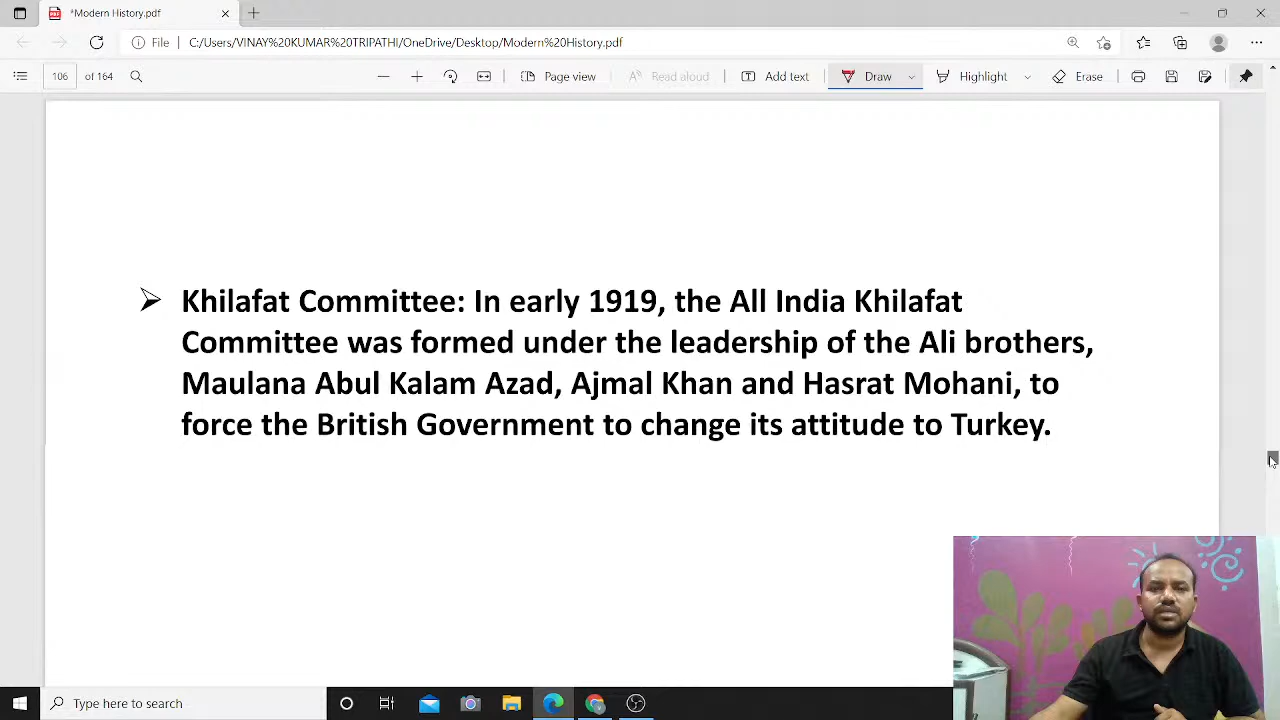 *Modern History.pdf
File
C:/Users/VINAY%20KUMAR%20TRIPATHI/OneDrive/Desktop/Modern%20History.pdf
106 of 164
Page view
Read aloud
Add text
Draw
Highlight
Erase
Khilafat Committee: In early 1919, the All India Khilafat
Committee was formed under the leadership of the Ali brothers,
Maulana Abul Kalam Azad, Ajmal Khan and Hasrat Mohani, to
force the British Government to change its attitude to Turkey.
Type here to search